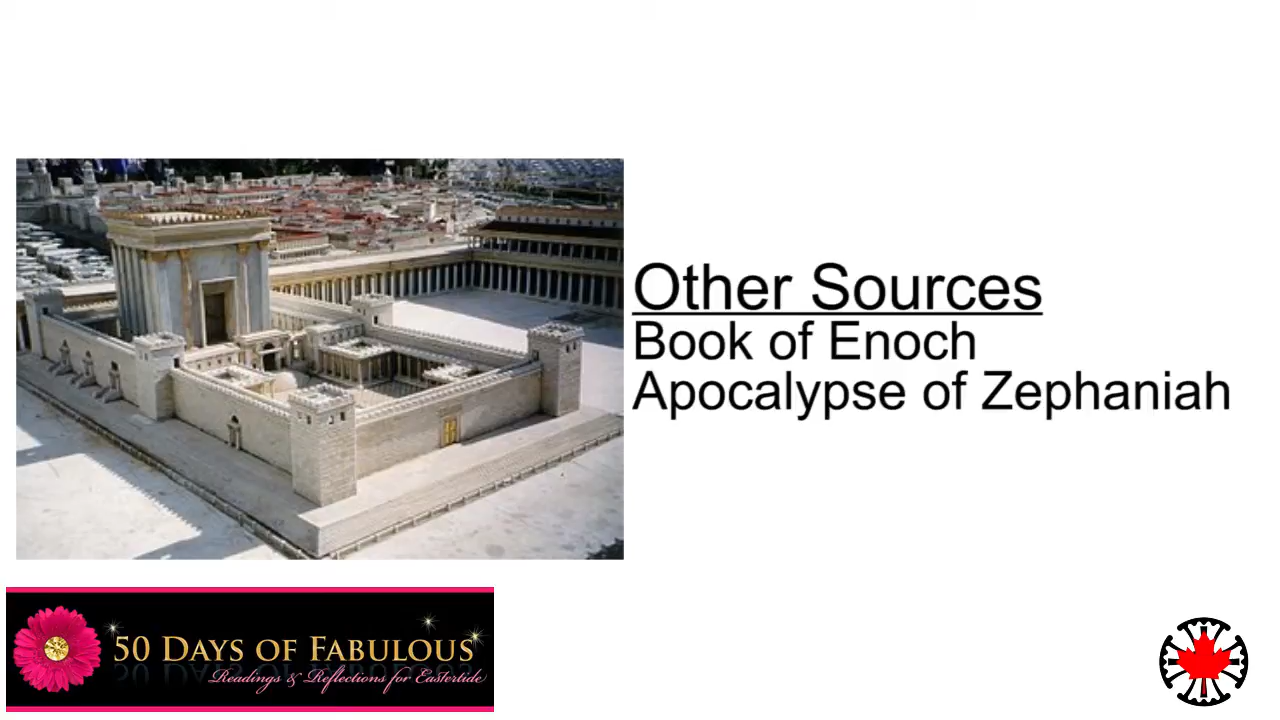 Other Sources
Book of Enoch
Apocalypse of Zephaniah
50 Days of Fabulous
Readings & Reflections for Eastertide